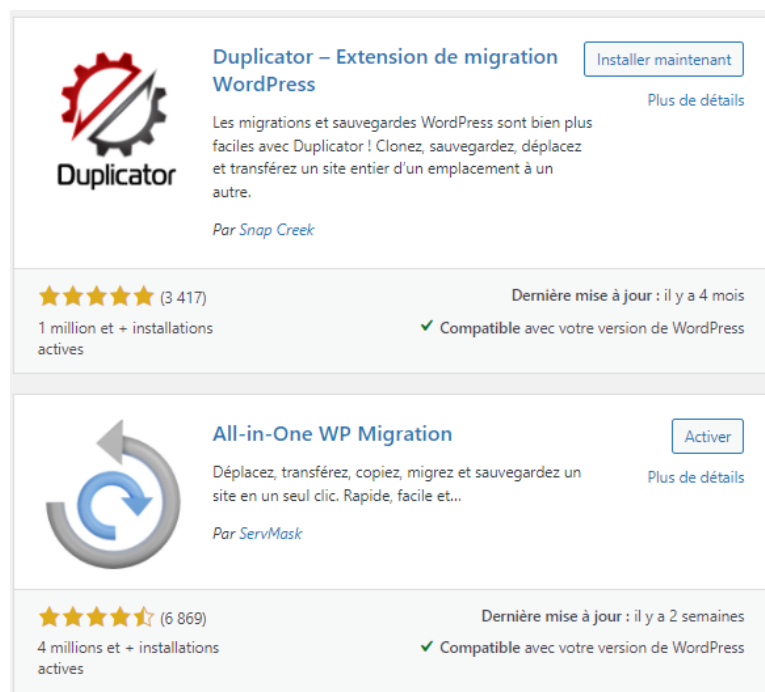 Duplicator – Extension de migration
WordPress
Installer maintenant
Plus de détails
Les migrations et sauvegardes WordPress sont bien plus
faciles avec Duplicator ! Clonez, sauvegardez, déplacez
et transférez un site entier d’un emplacement à un
autre.
Par Snap Creek
Duplicator
(3 417)
1 million et + installations
actives
Dernière mise à jour : il y a 4 mois
✔ Compatible avec votre version de WordPress
All-in-One WP Migration
Activer
Plus de détails
Déplacez, transférez, copiez, migrez et sauvegardez un
site en un seul clic. Rapide, facile et...
Par ServMask
(6 869)
4 millions et + installations
actives
Dernière mise à jour : il y a 2 semaines
✔ Compatible avec votre version de WordPress